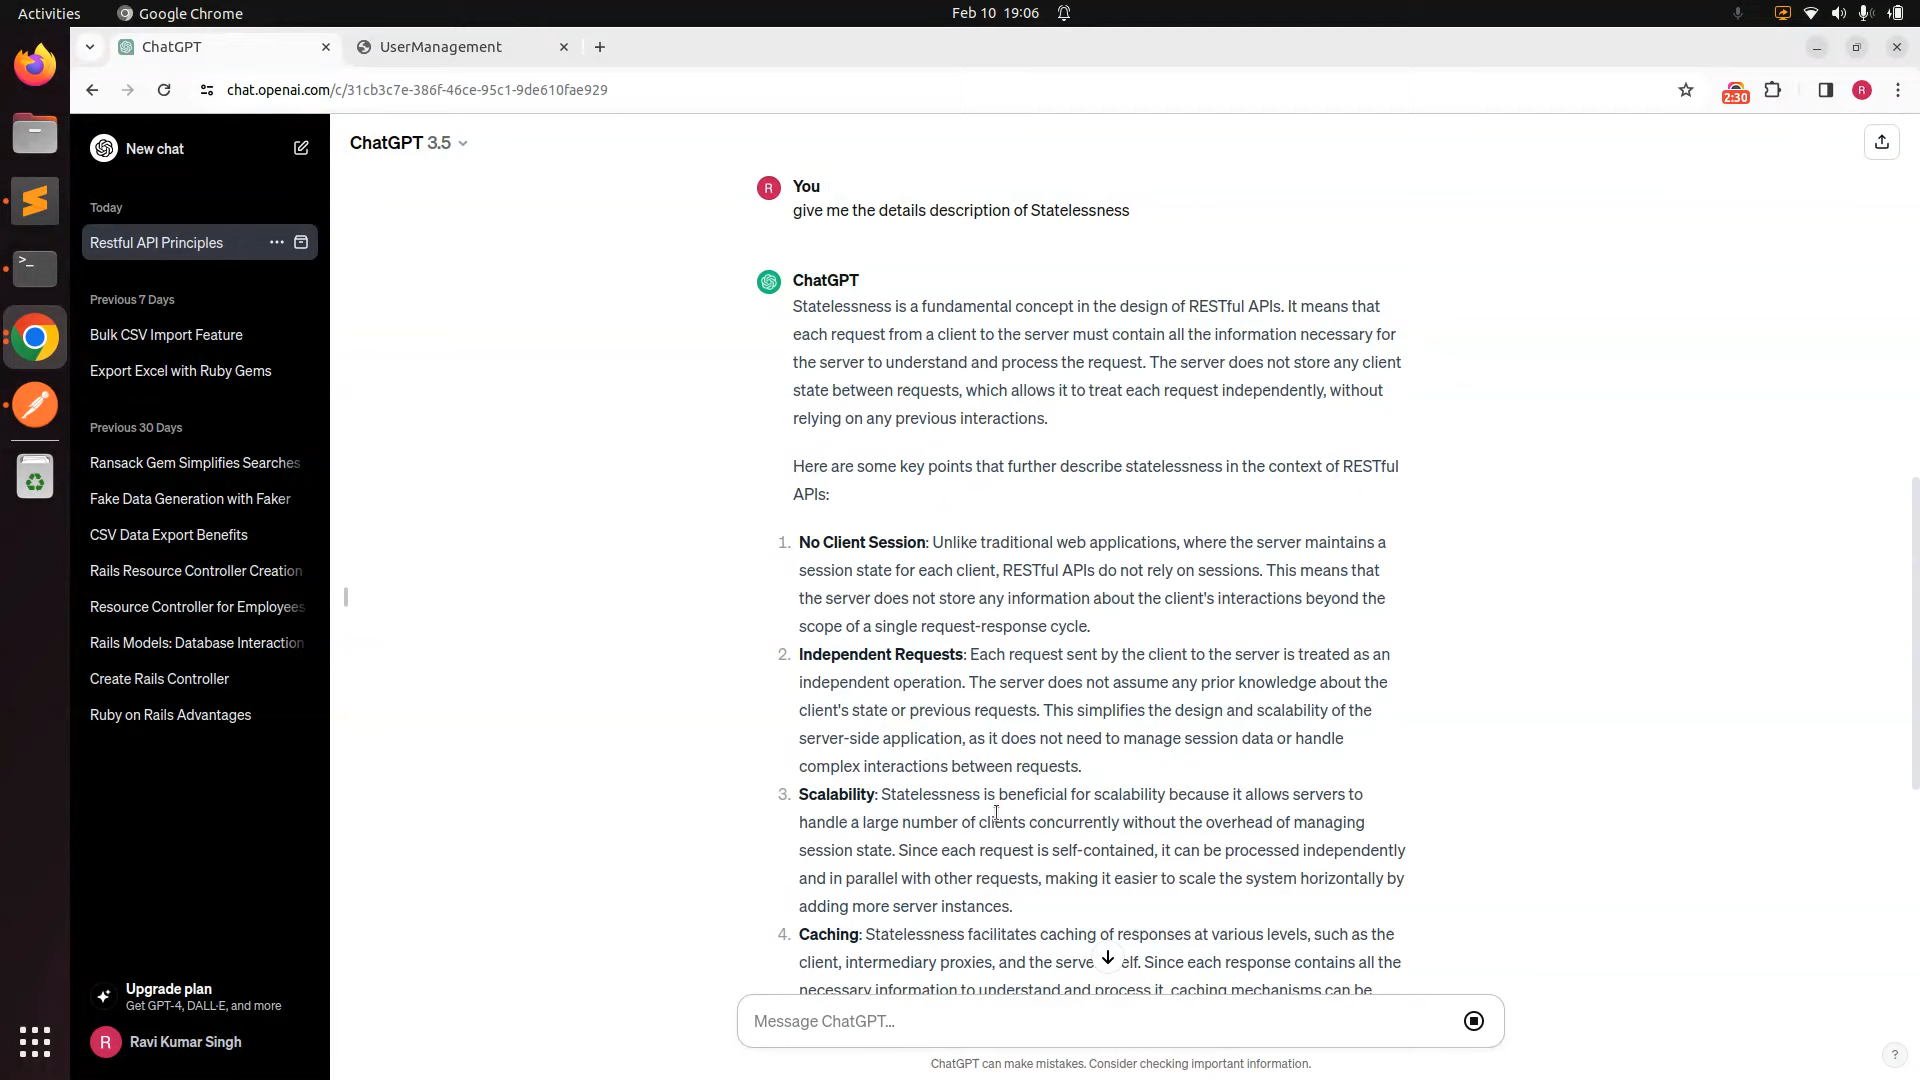 Activities
Google Chrome
Feb 10 19:06
ChatGPT
UserManagement
chat.openai.com/c/31cb3c7e-386f-46ce-95c1-9de610fae929
2:30
R
New chat
Today
Restful API Principles
Previous 7 Days
Bulk CSV Import Feature
Export Excel with Ruby Gems
Previous 30 Days
Ransack Gem Simplifies Searches
Fake Data Generation with Faker
CSV Data Export Benefits
Rails Resource Controller Creation
Resource Controller for Employees
Rails Models: Database Interaction
Create Rails Controller
Ruby on Rails Advantages
Upgrade plan
Get GPT-4, DALL·E, and more
R
Ravi Kumar Singh
ChatGPT 3.5
R
You
give me the details description of Statelessness
ChatGPT
Statelessness is a fundamental concept in the design of RESTful APIs. It means that
each request from a client to the server must contain all the information necessary for
the server to understand and process the request. The server does not store any client
state between requests, which allows it to treat each request independently, without
relying on any previous interactions.
Here are some key points that further describe statelessness in the context of RESTful
APIs:
1. No Client Session: Unlike traditional web applications, where the server maintains a
session state for each client, RESTful APIs do not rely on sessions. This means that
the server does not store any information about the client's interactions beyond the
scope of a single request-response cycle.
2. Independent Requests: Each request sent by the client to the server is treated as an
independent operation. The server does not assume any prior knowledge about the
client's state or previous requests. This simplifies the design and scalability of the
server-side application, as it does not need to manage session data or handle
complex interactions between requests.
3. Scalability: Statelessness is beneficial for scalability because it allows servers to
handle a large number of clients concurrently without the overhead of managing
session state. Since each request is self-contained, it can be processed independently
and in parallel with other requests, making it easier to scale the system horizontally by
adding more server instances.
4. Caching: Statelessness facilitates caching of responses at various levels, such as the
client, intermediary proxies, and the serve elf. Since each response contains all the
necessary information to understand and process it, caching mechanisms can be
Message ChatGPT...
ChatGPT can make mistakes. Consider checking important information.
?